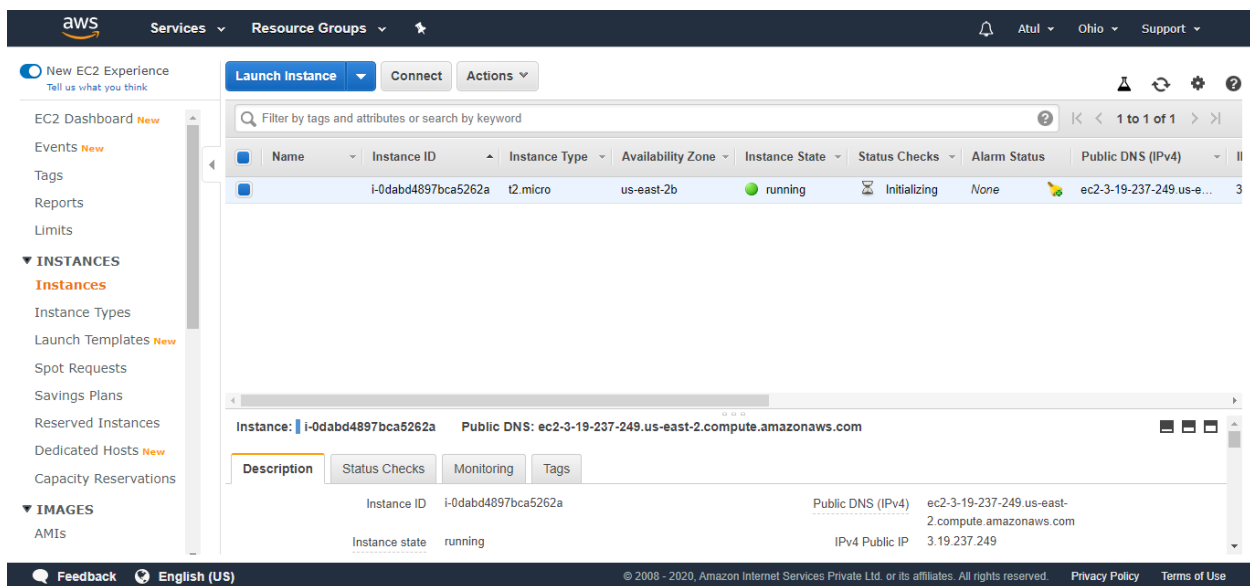 aws Services Resource Groups Atul Ohio Support
New EC2 Experience
Tell us what you think
EC2 Dashboard New
Events New
Tags
Reports
Limits
INSTANCES
Instances
Instance Types
Launch Templates New
Spot Requests
Savings Plans
Reserved Instances
Dedicated Hosts New
Capacity Reservations
IMAGES
AMIs
Launch Instance Connect Actions
Filter by tags and attributes or search by keyword 1 to 1 of 1
Name Instance ID Instance Type Availability Zone Instance State Status Checks Alarm Status Public DNS (IPv4)
i-0dabd4897bca5262a t2.micro us-east-2b running Initializing None ec2-3-19-237-249.us-e... 3
Instance: i-0dabd4897bca5262a Public DNS: ec2-3-19-237-249.us-east-2.compute.amazonaws.com
Description Status Checks Monitoring Tags
Instance ID i-0dabd4897bca5262a Public DNS (IPv4) ec2-3-19-237-249.us-east-
2.compute.amazonaws.com
Instance state running IPv4 Public IP 3.19.237.249
Feedback English (US) © 2008 - 2020, Amazon Internet Services Private Ltd. or its affiliates. All rights reserved. Privacy Policy Terms of Use